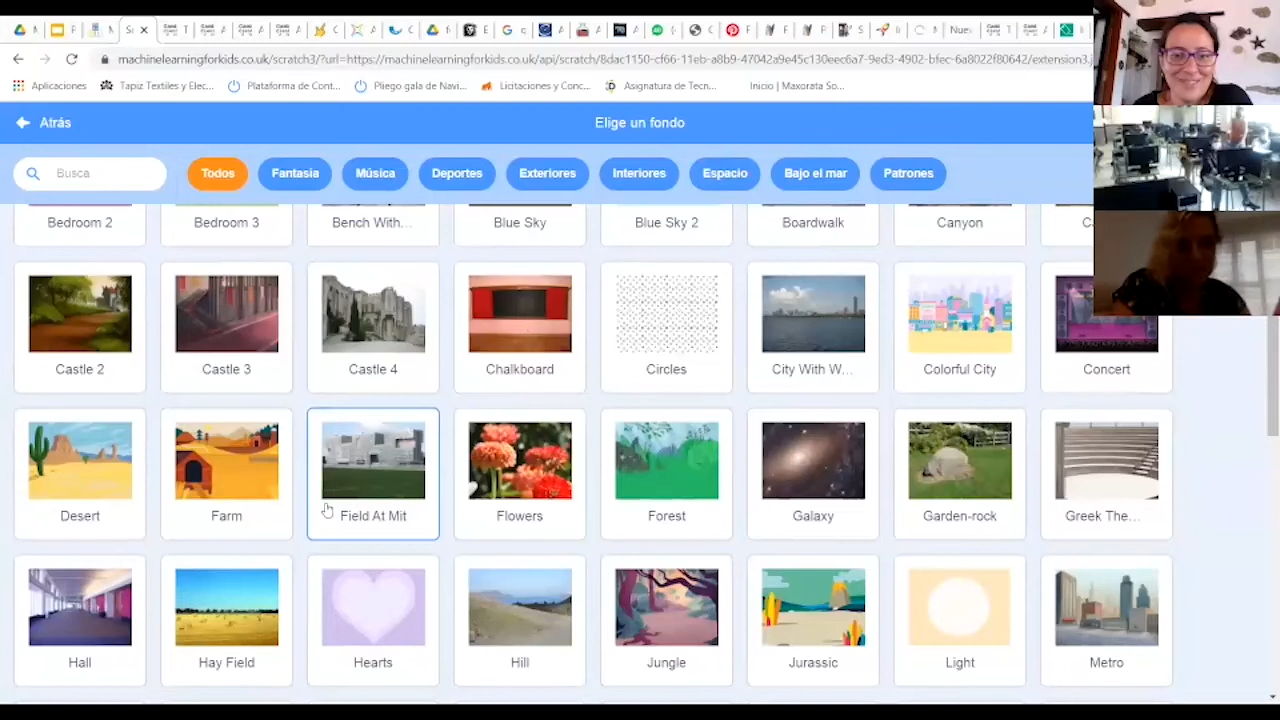 machinelearningforkids.co.uk/scratch3/?url=https://machinelearningforkids.co.uk/api/scratch/8dac1150-cf66-11eb-a8b9-47042a9e45c130eec6a7-9ed3-4902-bfec-6a8022f80642/extension3.
Aplicaciones Tapiz Textiles y Elec... Plataforma de Cont... Pliego gala de Navi... Licitaciones y Conc... Asignatura de Tecn... Inicio | Maxorata So...
Atrás Elige un fondo
Busca Todos Fantasía Música Deportes Exteriores Interiores Espacio Bajo el mar Patrones
Bedroom 2 Bedroom 3 Bench With... Blue Sky Blue Sky 2 Boardwalk Canyon
Castle 2 Castle 3 Castle 4 Chalkboard Circles City With W... Colorful City Concert
Desert Farm Field At Mit Flowers Forest Galaxy Garden-rock Greek The...
Hall Hay Field Hearts Hill Jungle Jurassic Light Metro